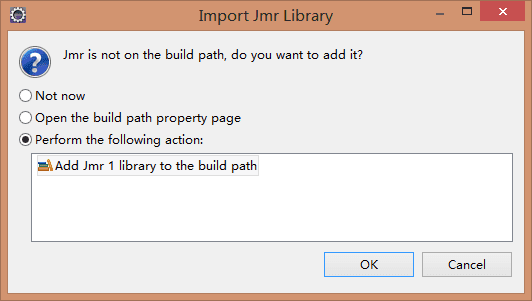 Import Jmr Library
Jmr is not on the build path, do you want to add it?
Not now
Open the build path property page
Perform the following action:
Add Jmr 1 library to the build path
OK
Cancel